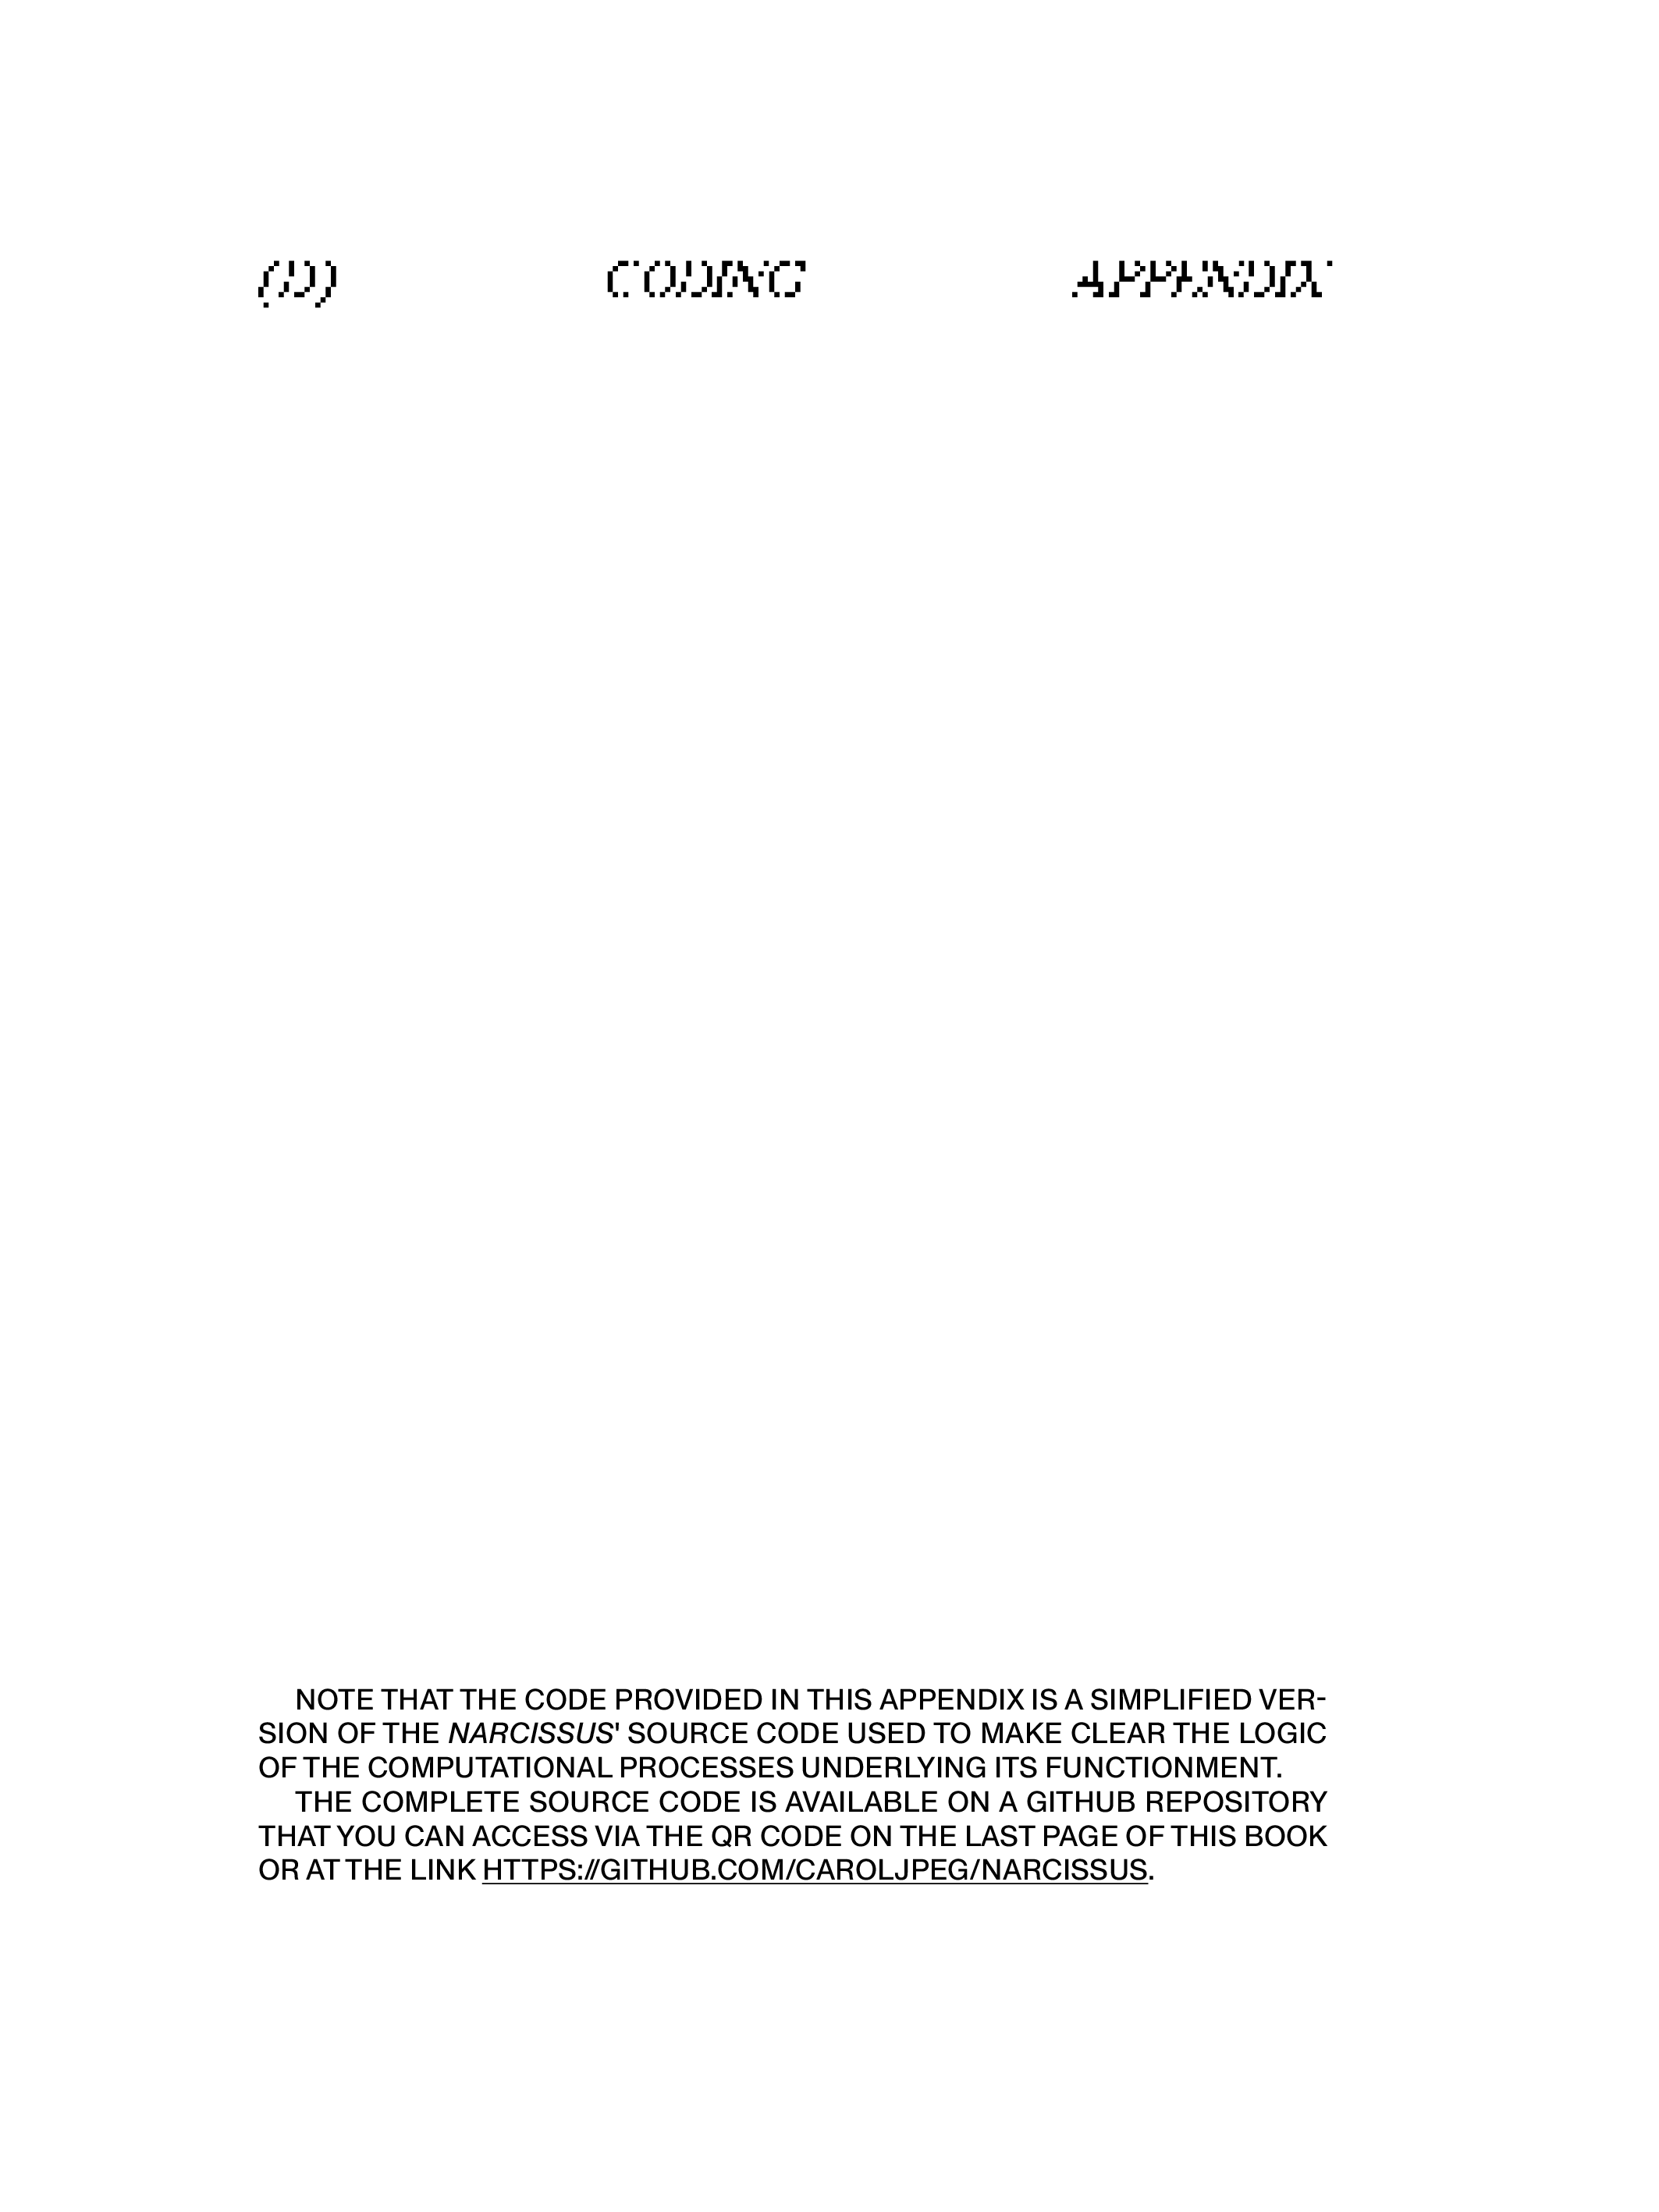 (D) CODING APPENDIX
NOTE THAT THE CODE PROVIDED IN THIS APPENDIX IS A SIMPLIFIED VER-
SION OF THE NARCISSUS' SOURCE CODE USED TO MAKE CLEAR THE LOGIC
OF THE COMPUTATIONAL PROCESSES UNDERLYING ITS FUNCTIONMENT.
THE COMPLETE SOURCE CODE IS AVAILABLE ON A GITHUB REPOSITORY
THAT YOU CAN ACCESS VIA THE QR CODE ON THE LAST PAGE OF THIS BOOK
OR AT THE LINK HTTPS://GITHUB.COM/CAROLJPEG/NARCISSUS.